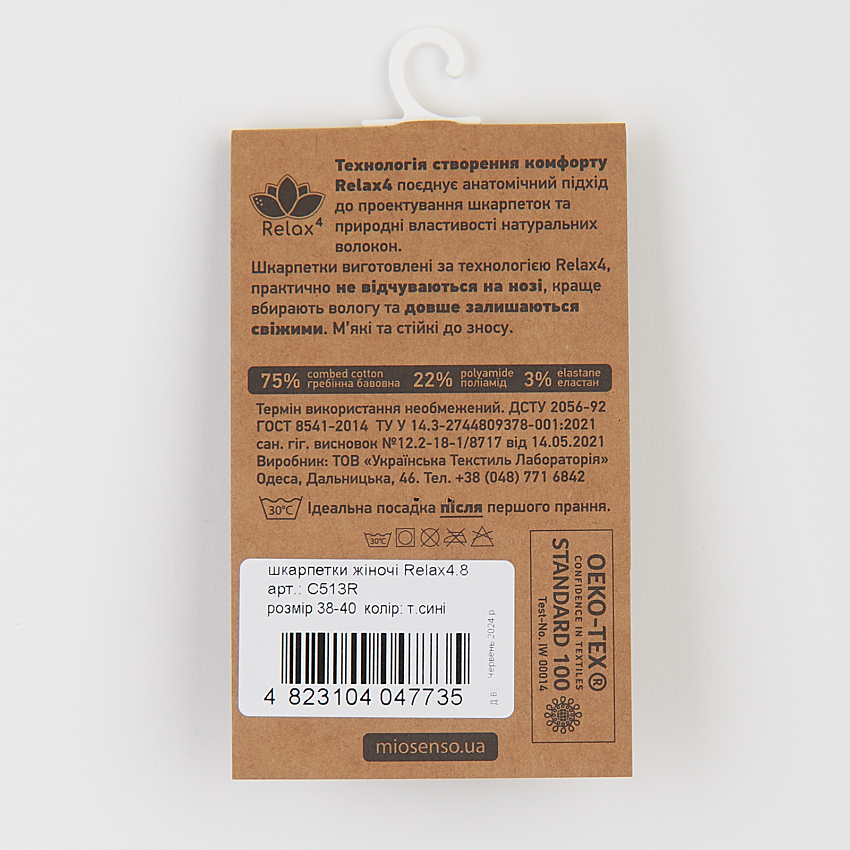 Технологія створення комфорту
Relax4 поєднує анатомічний підхід
до проектування шкарпеток та
природні властивості натуральних
волокон.
Relax⁴
Шкарпетки виготовлені за технологією Relax4,
практично не відчуваються на нозі, краще
вбирають вологу та довше залишаються
свіжими. М'які та стійкі до зносу.
75% combed cotton гребінна бавовна 22% polyamide поліамід 3% elastane еластан
Термін використання необмежений. ДСТУ 2056-92
ГОСТ 8541-2014 ТУ У 14.3-2744809378-001:2021
сан. гіг. висновок №12.2-18-1/8717 від 14.05.2021
Виробник: ТОВ «Українська Текстиль Лабораторія»
Одеса, Дальницька, 46. Тел. +38 (048) 771 6842
30°C Ідеальна посадка після першого прання.
30°C
шкарпетки жіночі Relax4.8
арт.: C513R
розмір 38-40 колір: т.сині
4 823104 047735
Д.В. Червень 2024 р.
OEKO-TEX®
CONFIDENCE IN TEXTILES
STANDARD 100
Test-No. IW 00014
miosenso.ua